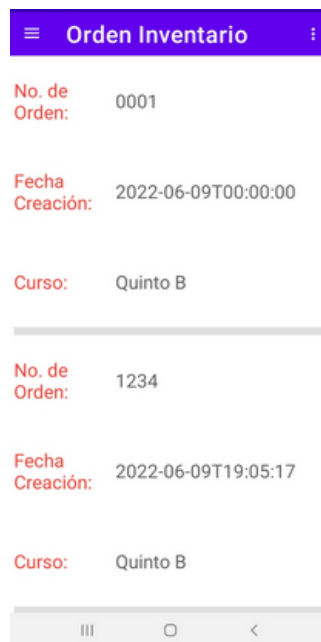 Orden Inventario
No. de
Orden:
0001
Fecha
Creación:
2022-06-09T00:00:00
Curso:
Quinto B
No. de
Orden:
1234
Fecha
Creación:
2022-06-09T19:05:17
Curso:
Quinto B